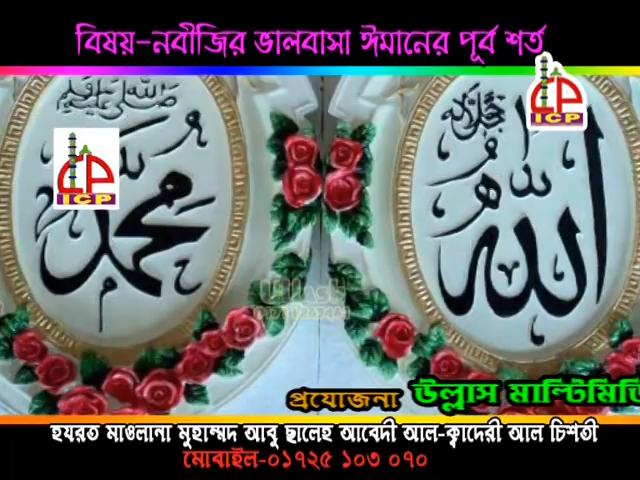 বিষয়-নবীজির ভালবাসা ঈমানের পূর্ব শর্ত
صلى الله عليه وسلم
محمد
ICP
جل جلاله
الله
ICP
Ullash
প্রযোজনা উল্লাস মাল্টিমিডি
হযরত মাওলানা মুহাম্মদ আবু ছালেহ আবেদী আল-ক্বাদেরী আল চিশতী
মোবাইল-০১৭২৫ ১০৩ ০৭০